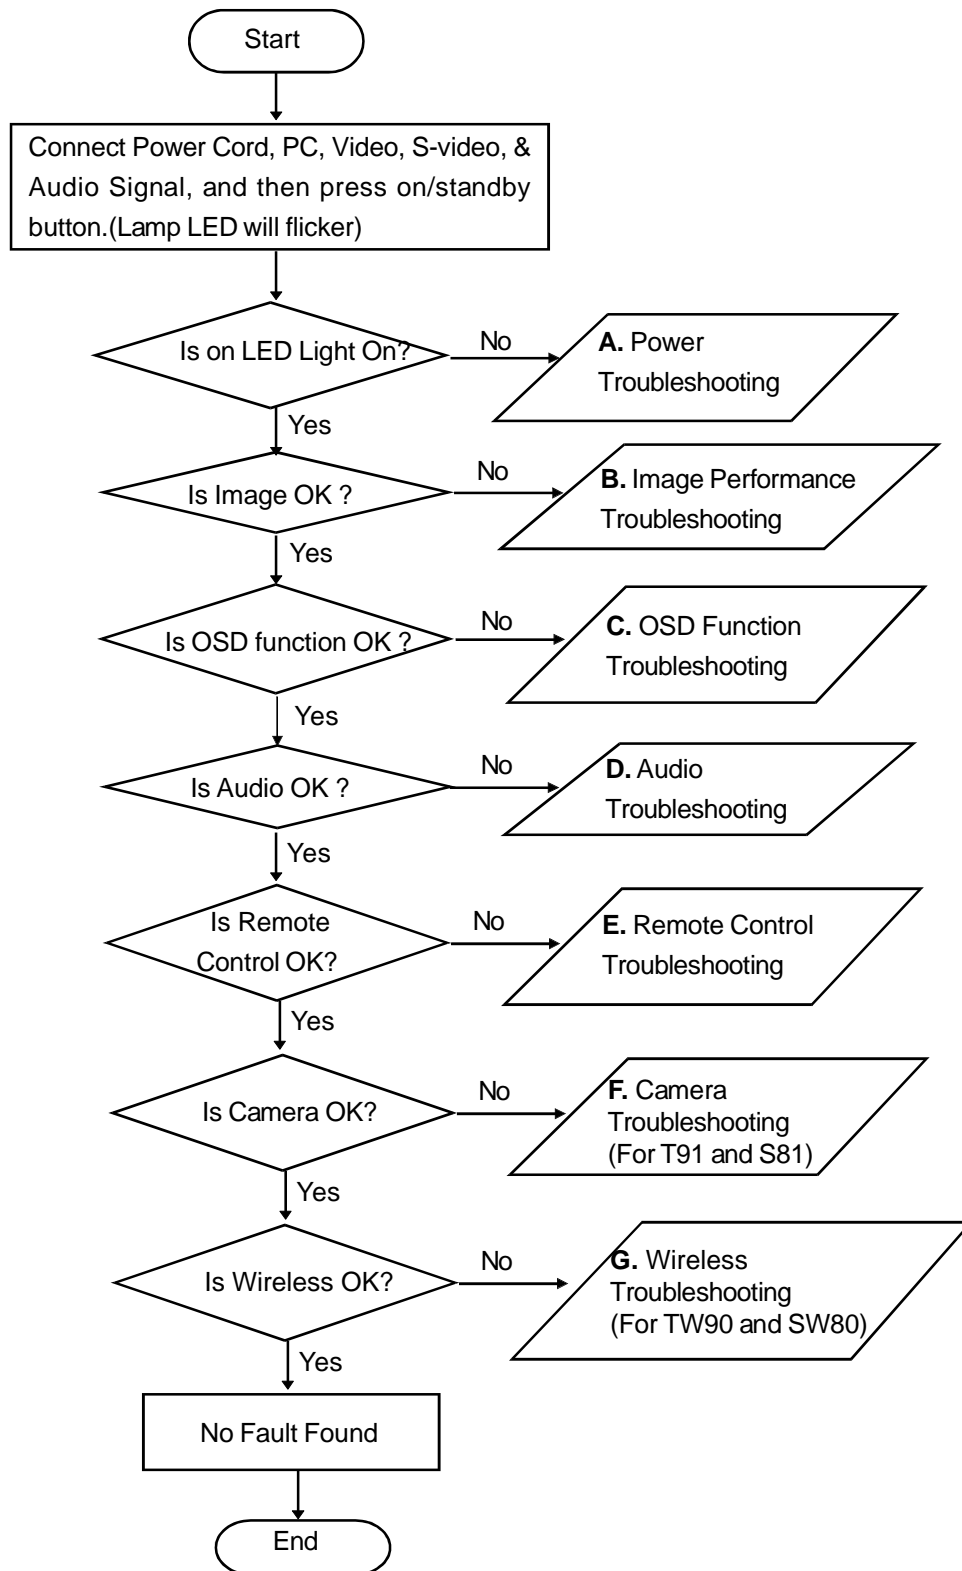 Start
Connect Power Cord, PC, Video, S-video, &
Audio Signal, and then press on/standby
button.(Lamp LED will flicker)
Is on LED Light On?
No
A. Power
Troubleshooting
Yes
Is Image OK ?
No
B. Image Performance
Troubleshooting
Yes
Is OSD function OK ?
No
C. OSD Function
Troubleshooting
Yes
Is Audio OK ?
No
D. Audio
Troubleshooting
Yes
Is Remote
Control OK?
No
E. Remote Control
Troubleshooting
Yes
Is Camera OK?
No
F. Camera
Troubleshooting
(For T91 and S81)
Yes
Is Wireless OK?
No
G. Wireless
Troubleshooting
(For TW90 and SW80)
Yes
No Fault Found
End